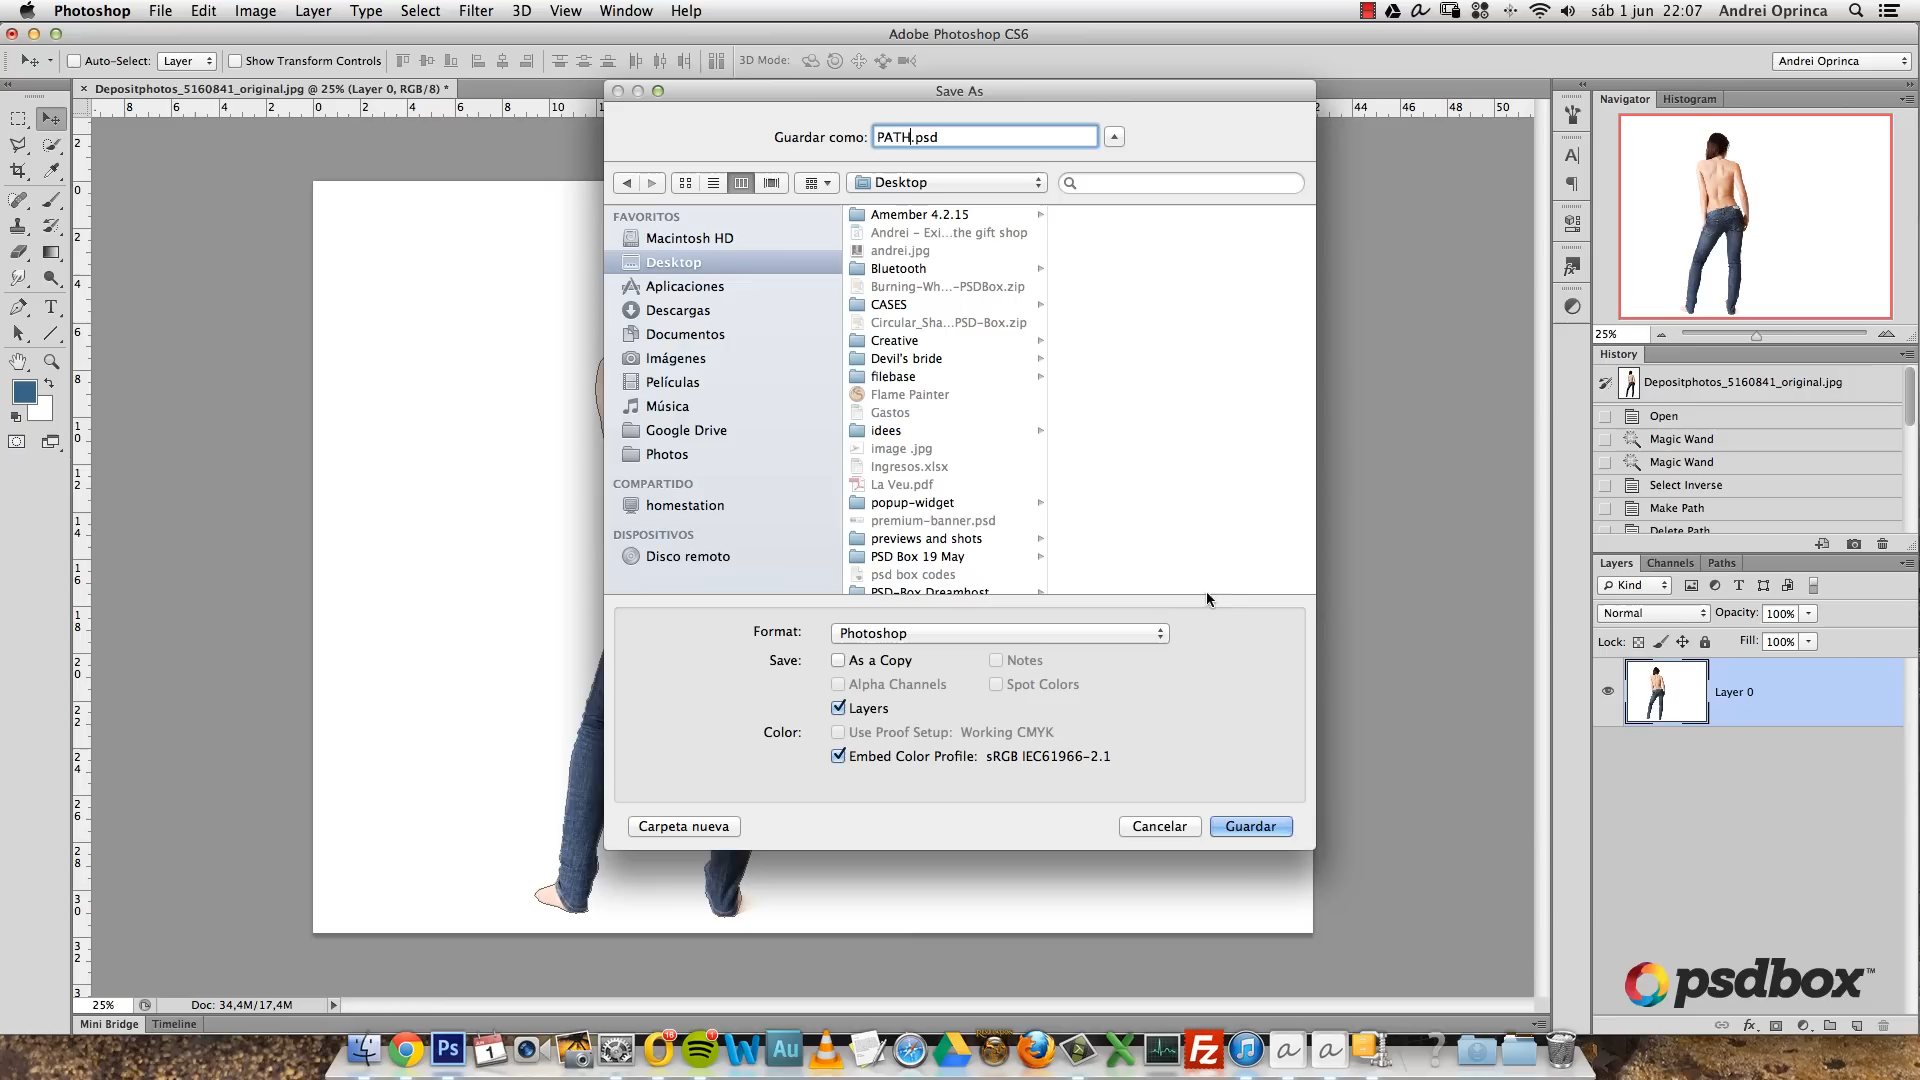 Photoshop File Edit Image Layer Type Select Filter 3D View Window Help sáb 1 jun 22:07 Andrei Oprinca
Adobe Photoshop CS6
Auto-Select: Layer Show Transform Controls 3D Mode: Andrei Oprinca
Depositphotos_5160841_original.jpg @ 25% (Layer 0, RGB/8) *
Save As
Guardar como: PATH.psd
Desktop
FAVORITOS
Macintosh HD
Desktop
Aplicaciones
Descargas
Documentos
Imágenes
Películas
Música
Google Drive
Photos
COMPARTIDO
homestation
DISPOSITIVOS
Disco remoto
Amember 4.2.15
Andrei - Exi...the gift shop
andrei.jpg
Bluetooth
Burning-Wh...-PSDBox.zip
CASES
Circular_Sha...PSD-Box.zip
Creative
Devil's bride
filebase
Flame Painter
Gastos
idees
image .jpg
Ingresos.xlsx
La Veu.pdf
popup-widget
premium-banner.psd
previews and shots
PSD Box 19 May
psd box codes
PSD-Box Dreamhost
Format: Photoshop
Save: As a Copy Notes
Alpha Channels Spot Colors
Layers
Color: Use Proof Setup: Working CMYK
Embed Color Profile: sRGB IEC61966-2.1
Carpeta nueva Cancelar Guardar
Navigator Histogram
25%
History
Depositphotos_5160841_original.jpg
Open
Magic Wand
Magic Wand
Select Inverse
Make Path
Delete Path
Layers Channels Paths
Kind
Normal Opacity: 100%
Lock: Fill: 100%
Layer 0
psdbox™
25% Doc: 34,4M/17,4M
Mini Bridge Timeline